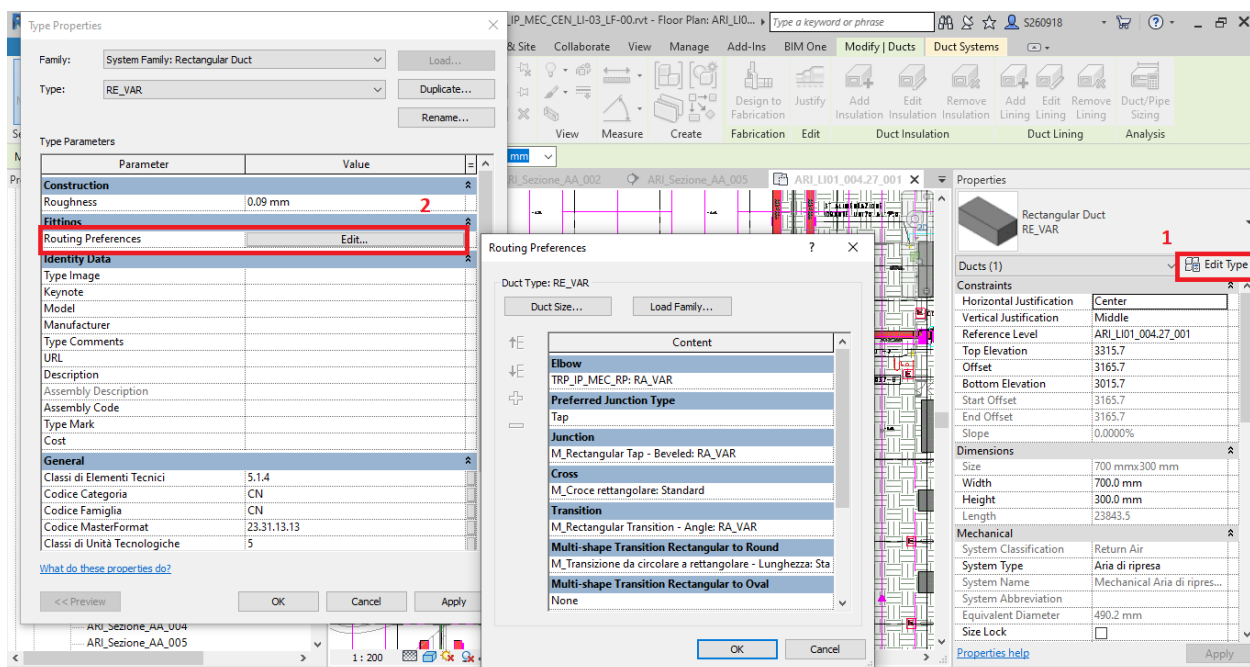 Type Properties
Family:
System Family: Rectangular Duct
Load...
Type:
RE_VAR
Duplicate...
Rename...
Type Parameters
Parameter
Value
=
Construction
Roughness
0.09 mm
2
Fittings
Routing Preferences
Edit...
Identity Data
Type Image
Keynote
Model
Manufacturer
Type Comments
URL
Description
Assembly Description
Assembly Code
Type Mark
Cost
General
Classi di Elementi Tecnici
5.1.4
Codice Categoria
CN
Codice Famiglia
CN
Codice MasterFormat
23.31.13.13
Classi di Unità Tecnologiche
5
What do these properties do?
<< Preview
OK
Cancel
Apply
ARI_Sezione_AA_004
ARI_Sezione_AA_005
_IP_MEC_CEN_LI-03_LF-00.rvt - Floor Plan: ARI_LI0...
Type a keyword or phrase
S260918
& Site
Collaborate
View
Manage
Add-Ins
BIM One
Modify | Ducts
Duct Systems
Design to Fabrication
Justify
Add Insulation
Edit Insulation
Remove Insulation
Add Lining
Edit Lining
Remove Lining
Duct/Pipe Sizing
View
Measure
Create
Fabrication
Edit
Duct Insulation
Duct Lining
Analysis
mm
RI_Sezione_AA_002
ARI_Sezione_AA_005
ARI_LI01_004.27_001
Routing Preferences
?
Duct Type: RE_VAR
Duct Size...
Load Family...
Content
Elbow
TRP_IP_MEC_RP: RA_VAR
Preferred Junction Type
Tap
Junction
M_Rectangular Tap - Beveled: RA_VAR
Cross
M_Croce rettangolare: Standard
Transition
M_Rectangular Transition - Angle: RA_VAR
Multi-shape Transition Rectangular to Round
M_Transizione da circolare a rettangolare - Lunghezza: Sta
Multi-shape Transition Rectangular to Oval
None
OK
Cancel
1 : 200
Properties
Rectangular Duct
RE_VAR
1
Ducts (1)
Edit Type
Constraints
Horizontal Justification
Center
Vertical Justification
Middle
Reference Level
ARI_LI01_004.27_001
Top Elevation
3315.7
Offset
3165.7
Bottom Elevation
3015.7
Start Offset
3165.7
End Offset
3165.7
Slope
0.0000%
Dimensions
Size
700 mmx300 mm
Width
700.0 mm
Height
300.0 mm
Length
23843.5
Mechanical
System Classification
Return Air
System Type
Aria di ripresa
System Name
Mechanical Aria di ripres...
System Abbreviation
Equivalent Diameter
490.2 mm
Size Lock
Properties help
Apply